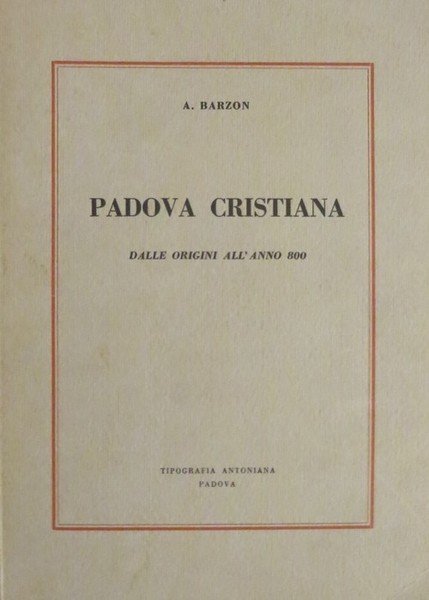 A. BARZON
PADOVA CRISTIANA
DALLE ORIGINI ALL'ANNO 800
TIPOGRAFIA ANTONIANA
PADOVA